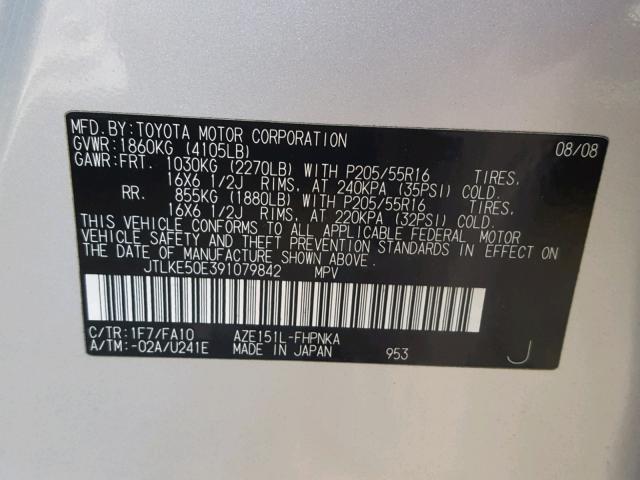 MFD.BY:TOYOTA MOTOR CORPORATION 08/08
GVWR:1860KG (4105LB)
GAWR:FRT. 1030KG (2270LB) WITH P205/55R16 TIRES,
16X6 1/2J RIMS, AT 240KPA (35PSI) COLD.
RR. 855KG (1880LB) WITH P205/55R16 TIRES,
16X6 1/2J RIMS, AT 220KPA (32PSI) COLD.
THIS VEHICLE CONFORMS TO ALL APPLICABLE FEDERAL MOTOR
VEHICLE SAFETY AND THEFT PREVENTION STANDARDS IN EFFECT ON
THE DATE OF MANUFACTURE SHOWN ABOVE.
JTLKE50E391079842 MPV
C/TR:1F7/FA10 AZE151L-FHPNKA
A/TM:-02A/U241E MADE IN JAPAN 953 J